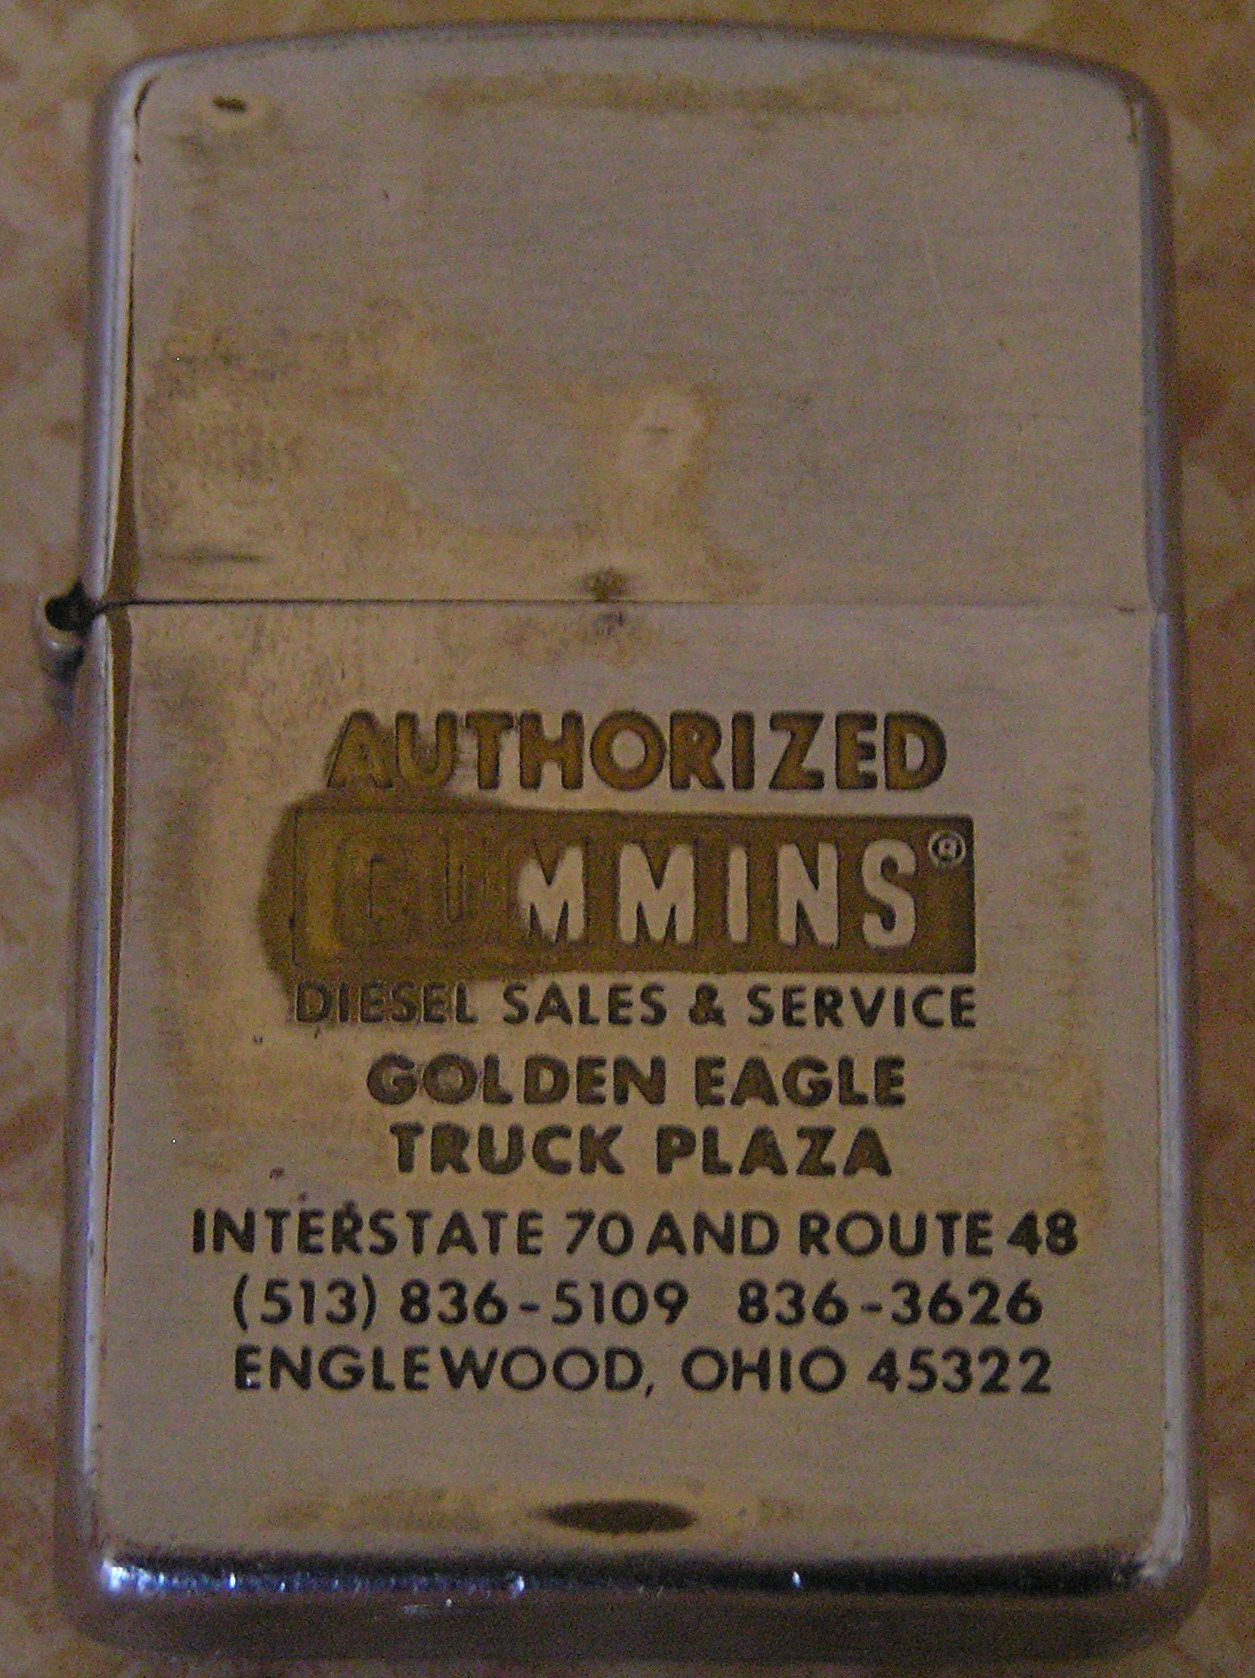 AUTHORIZED
CUMMINS®
DIESEL SALES & SERVICE
GOLDEN EAGLE
TRUCK PLAZA
INTERSTATE 70 AND ROUTE 48
(513) 836-5109 836-3626
ENGLEWOOD, OHIO 45322